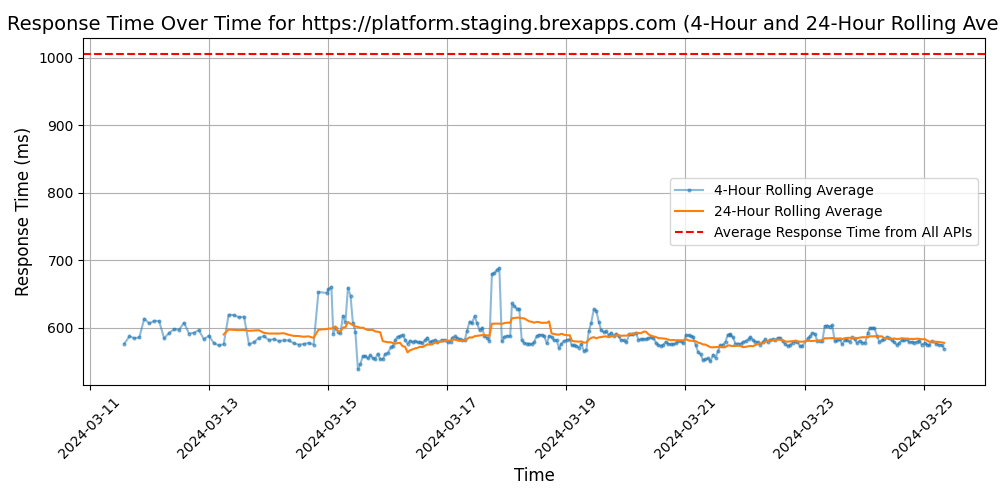 Response Time Over Time for https://platform.staging.brexapps.com (4-Hour and 24-Hour Rolling Ave
1000
900
800
700
600
Response Time (ms)
4-Hour Rolling Average
24-Hour Rolling Average
Average Response Time from All APIs
2024-03-11
2024-03-13
2024-03-15
2024-03-17
2024-03-19
2024-03-21
2024-03-23
2024-03-25
Time